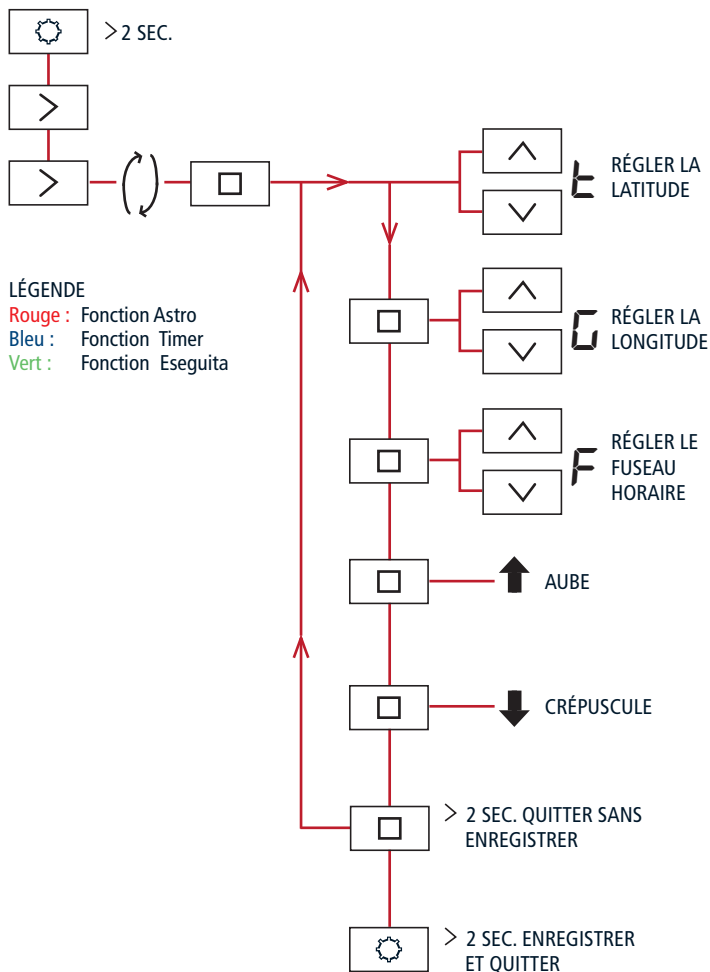 > 2 SEC.
t RÉGLER LA
LATITUDE
LÉGENDE
Rouge : Fonction Astro
Bleu : Fonction Timer
Vert : Fonction Eseguita
G RÉGLER LA
LONGITUDE
F RÉGLER LE
FUSEAU
HORAIRE
AUBE
CRÉPUSCULE
> 2 SEC. QUITTER SANS
ENREGISTRER
> 2 SEC. ENREGISTRER
ET QUITTER